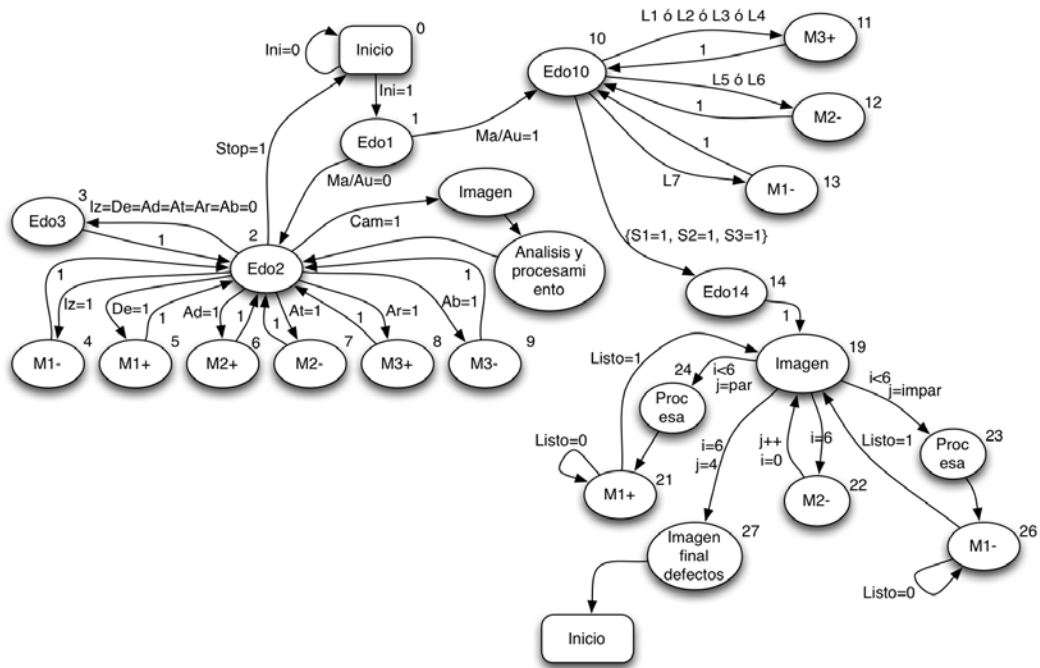 0
Ini=0
Inicio
Ini=1
1
Edo1
Ma/Au=1
Ma/Au=0
Stop=1
10
Edo10
L1 ó L2 ó L3 ó L4
11
M3+
1
L5 ó L6
12
M2-
1
1
L7
M1-
13
{S1=1, S2=1, S3=1}
14
Edo14
1
3
Edo3
Iz=De=Ad=At=Ar=Ab=0
1
2
Edo2
Cam=1
Imagen
Analisis y
procesami
ento
1
Iz=1
De=1
1
Ad=1
1
1
At=1
1
Ar=1
Ab=1
1
4
M1-
5
M1+
6
M2+
7
M2-
8
M3+
9
M3-
19
Imagen
Listo=1
24
i<6
j=par
Proc
esa
Listo=0
21
M1+
i=6
j=4
j++
i=0
i=6
22
M2-
i<6
j=impar
23
Proc
esa
Listo=1
26
M1-
Listo=0
27
Imagen
final
defectos
Inicio